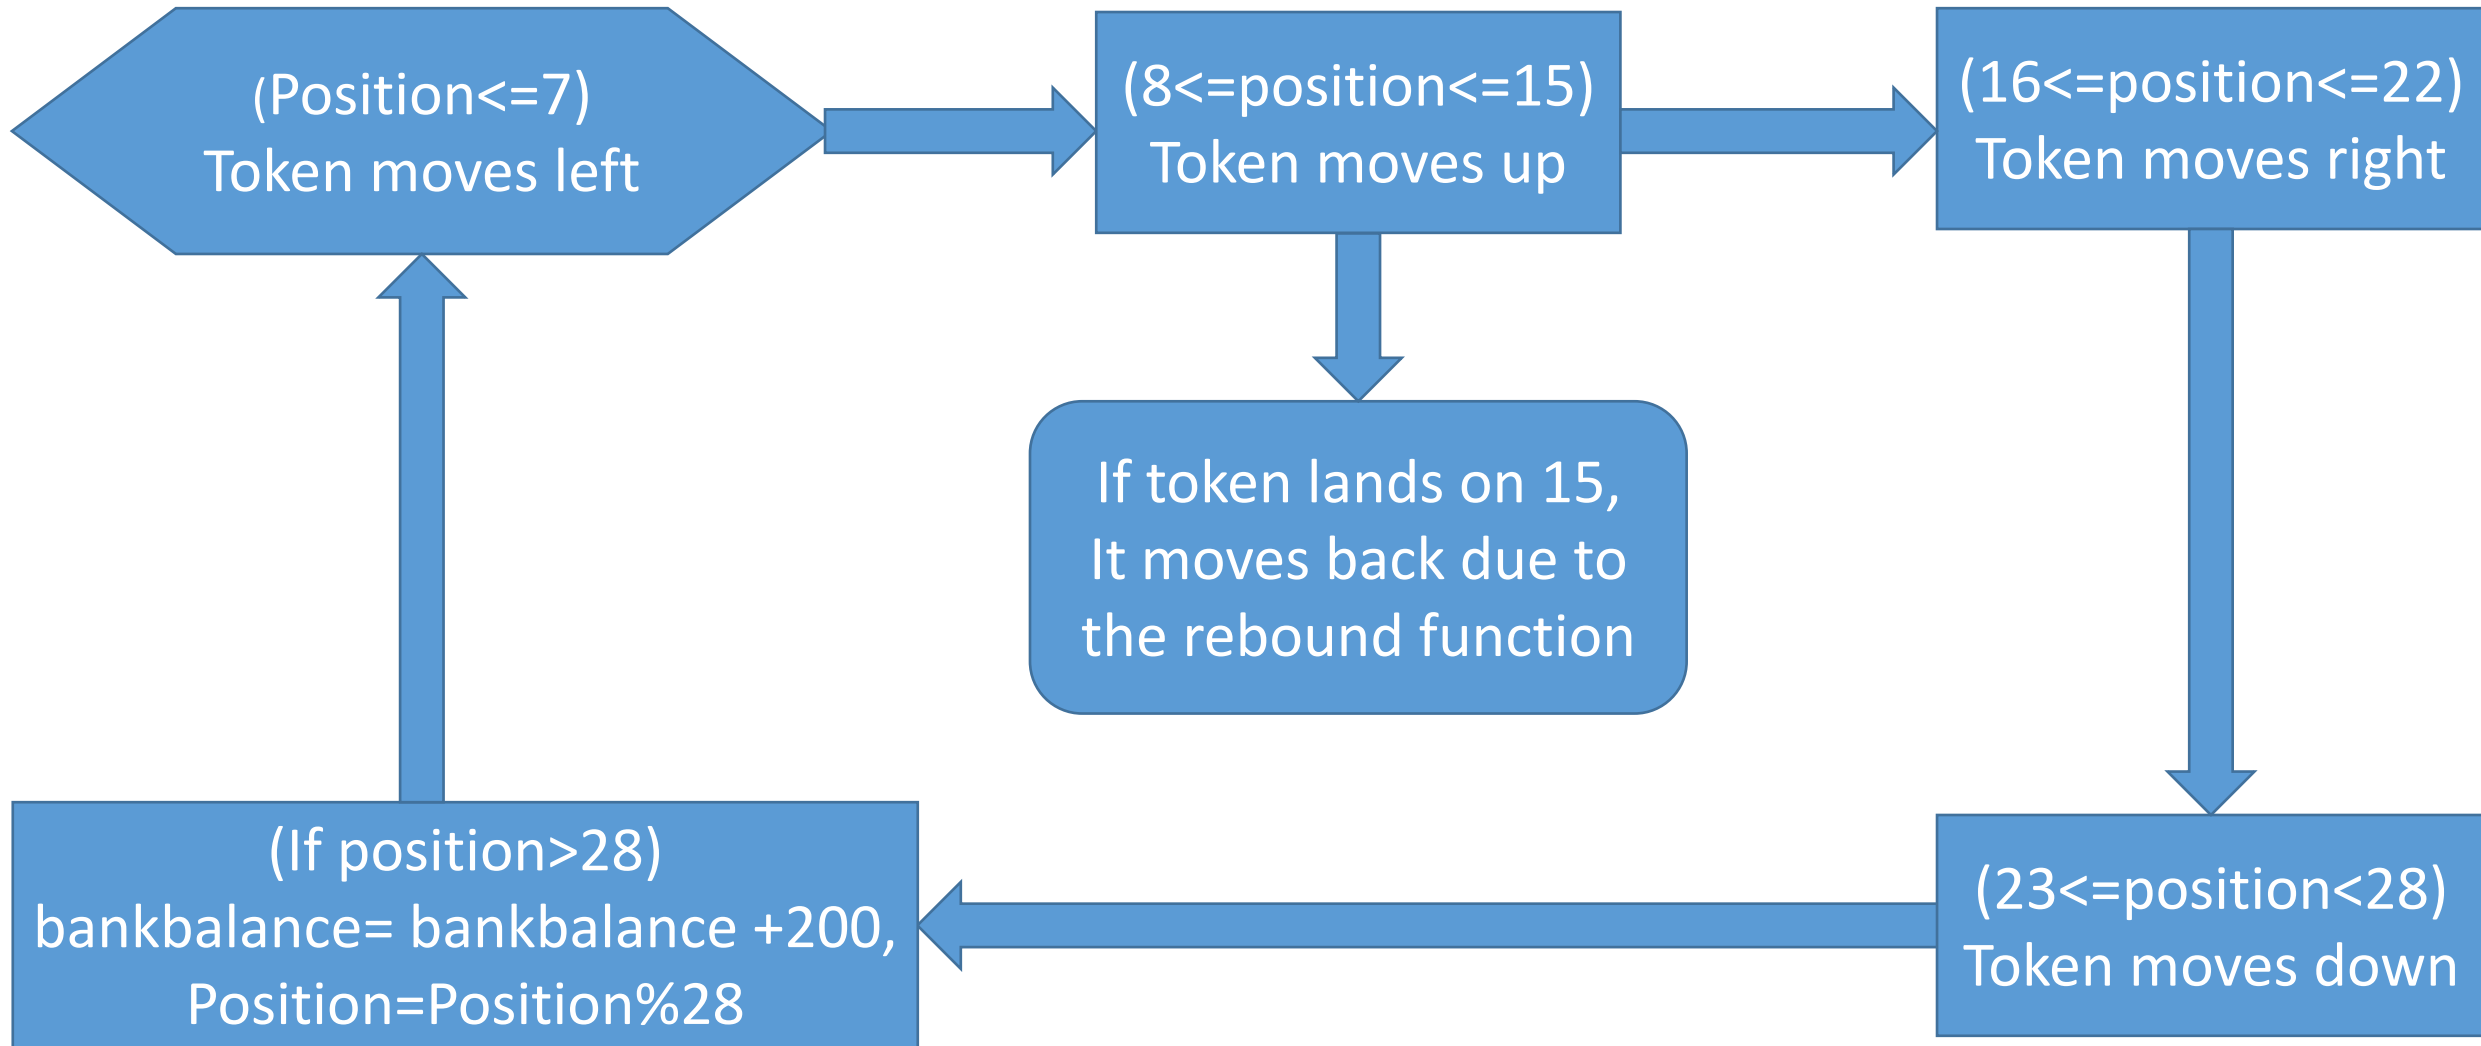 (Position<=7)
Token moves left
(8<=position<=15)
Token moves up
(16<=position<=22)
Token moves right
If token lands on 15,
It moves back due to
the rebound function
(If position>28)
bankbalance= bankbalance +200,
Position=Position%28
(23<=position<28)
Token moves down